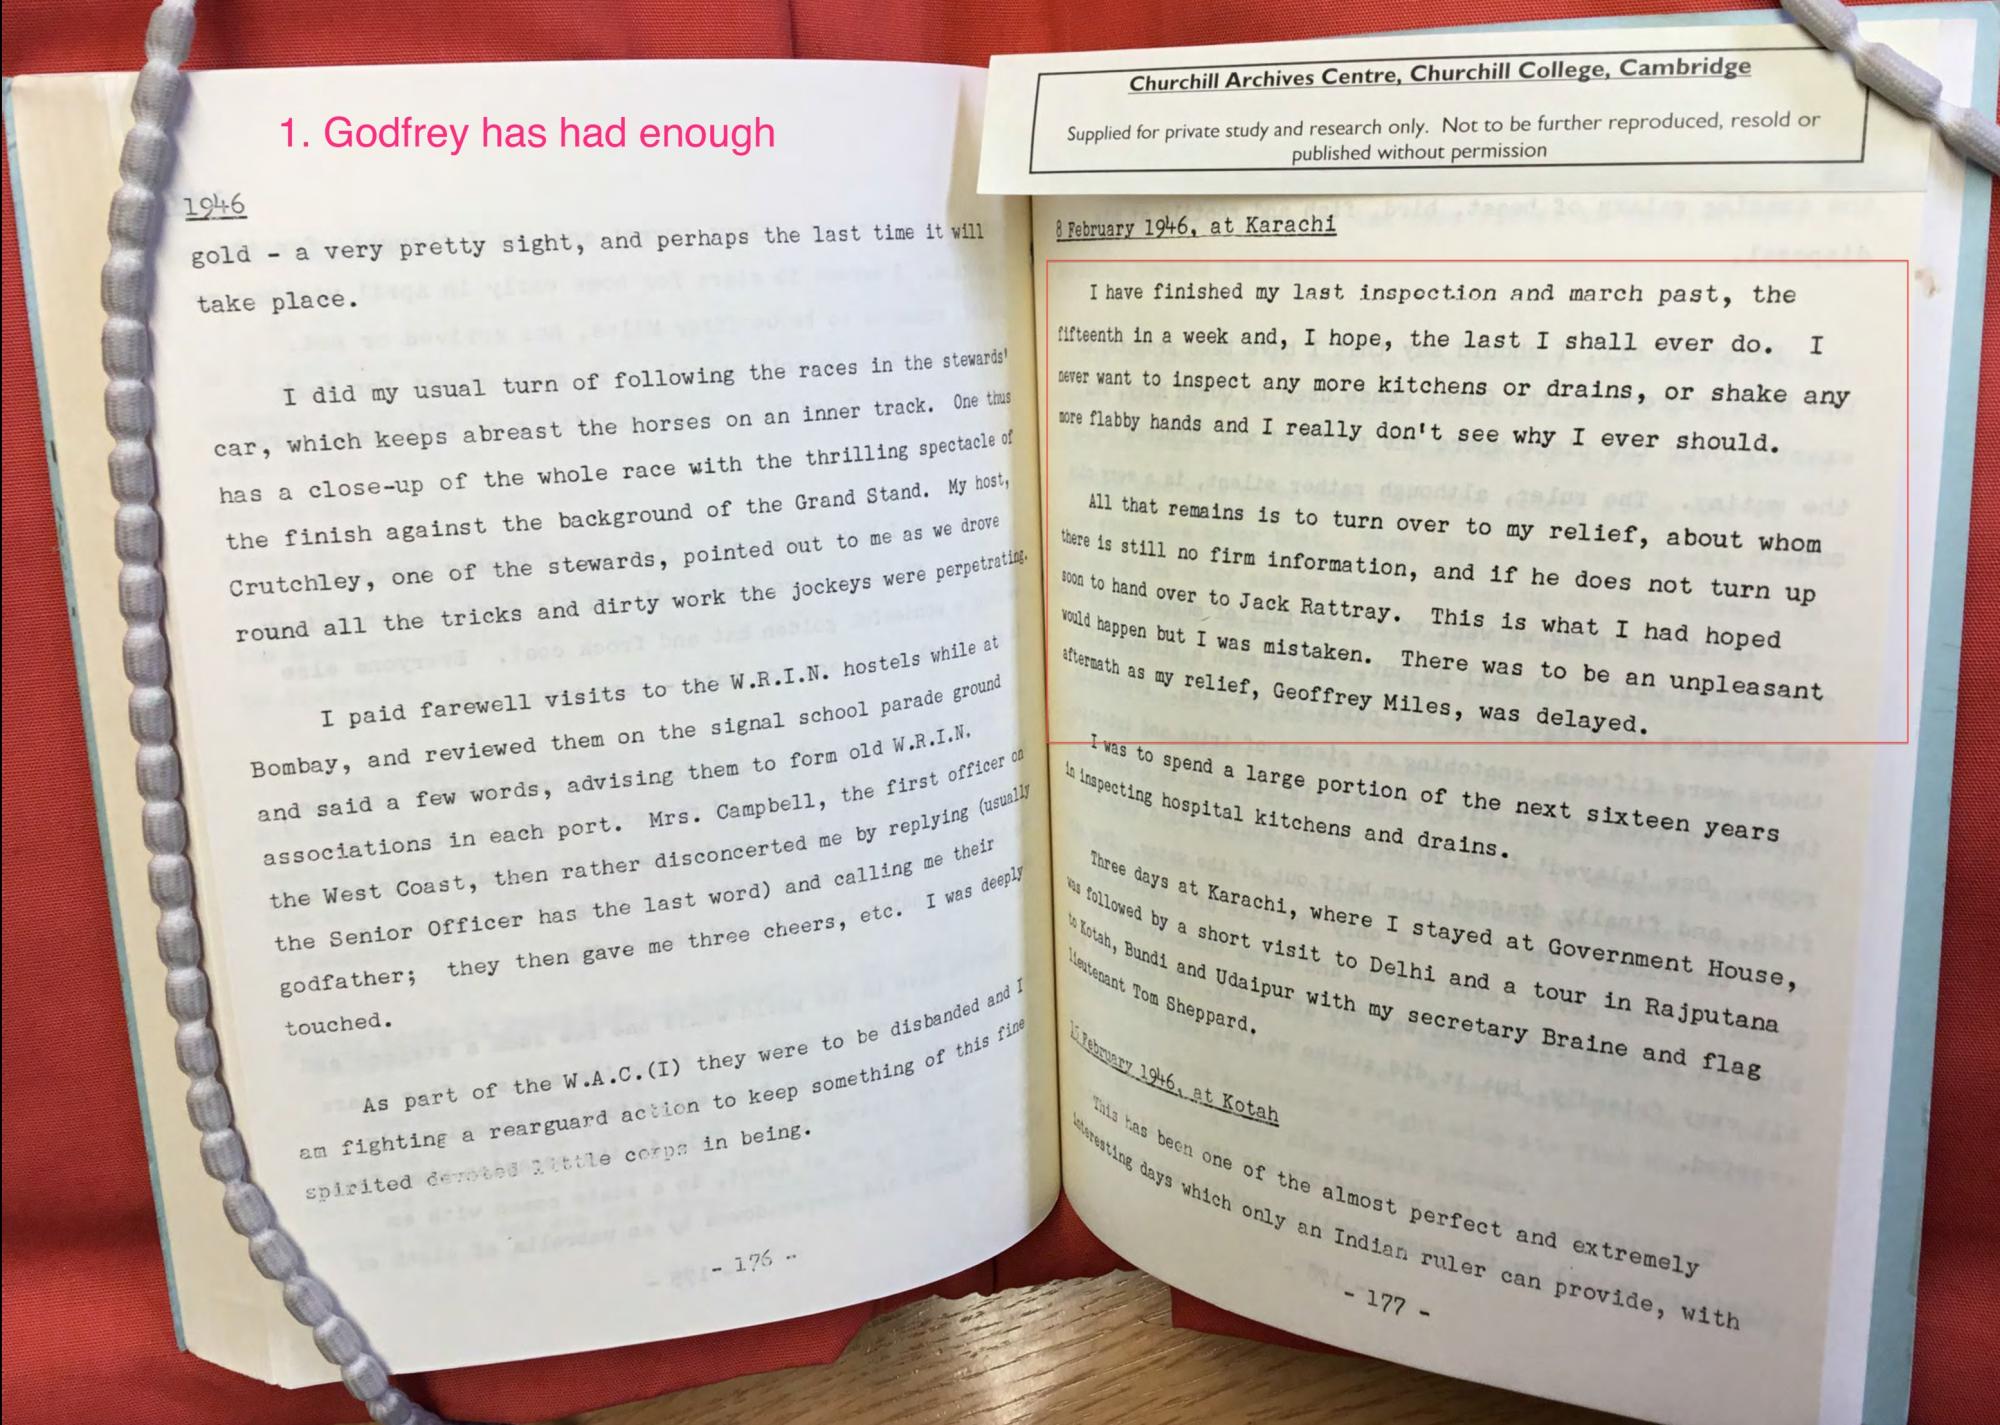 1. Godfrey has had enough
1946
gold - a very pretty sight, and perhaps the last time it will
take place.
I did my usual turn of following the races in the stewards'
car, which keeps abreast the horses on an inner track. One thus
has a close-up of the whole race with the thrilling spectacle of
the finish against the background of the Grand Stand. My host,
Crutchley, one of the stewards, pointed out to me as we drove
round all the tricks and dirty work the jockeys were perpetrating.
I paid farewell visits to the W.R.I.N. hostels while at
Bombay, and reviewed them on the signal school parade ground
and said a few words, advising them to form old W.R.I.N.
associations in each port. Mrs. Campbell, the first officer on
the West Coast, then rather disconcerted me by replying (usually
the Senior Officer has the last word) and calling me their
godfather; they then gave me three cheers, etc. I was deeply
touched.
As part of the W.A.C.(I) they were to be disbanded and I
am fighting a rearguard action to keep something of this fine
spirited devoted little corps in being.
- 176 -
Churchill Archives Centre, Churchill College, Cambridge
Supplied for private study and research only. Not to be further reproduced, resold or
published without permission
8 February 1946, at Karachi
I have finished my last inspection and march past, the
fifteenth in a week and, I hope, the last I shall ever do. I
never want to inspect any more kitchens or drains, or shake any
more flabby hands and I really don't see why I ever should.
All that remains is to turn over to my relief, about whom
there is still no firm information, and if he does not turn up
soon to hand over to Jack Rattray. This is what I had hoped
would happen but I was mistaken. There was to be an unpleasant
aftermath as my relief, Geoffrey Miles, was delayed.
I was to spend a large portion of the next sixteen years
in inspecting hospital kitchens and drains.
Three days at Karachi, where I stayed at Government House,
was followed by a short visit to Delhi and a tour in Rajputana
to Kotah, Bundi and Udaipur with my secretary Braine and flag
lieutenant Tom Sheppard.
February 1946, at Kotah
This has been one of the almost perfect and extremely
interesting days which only an Indian ruler can provide, with
- 177 -